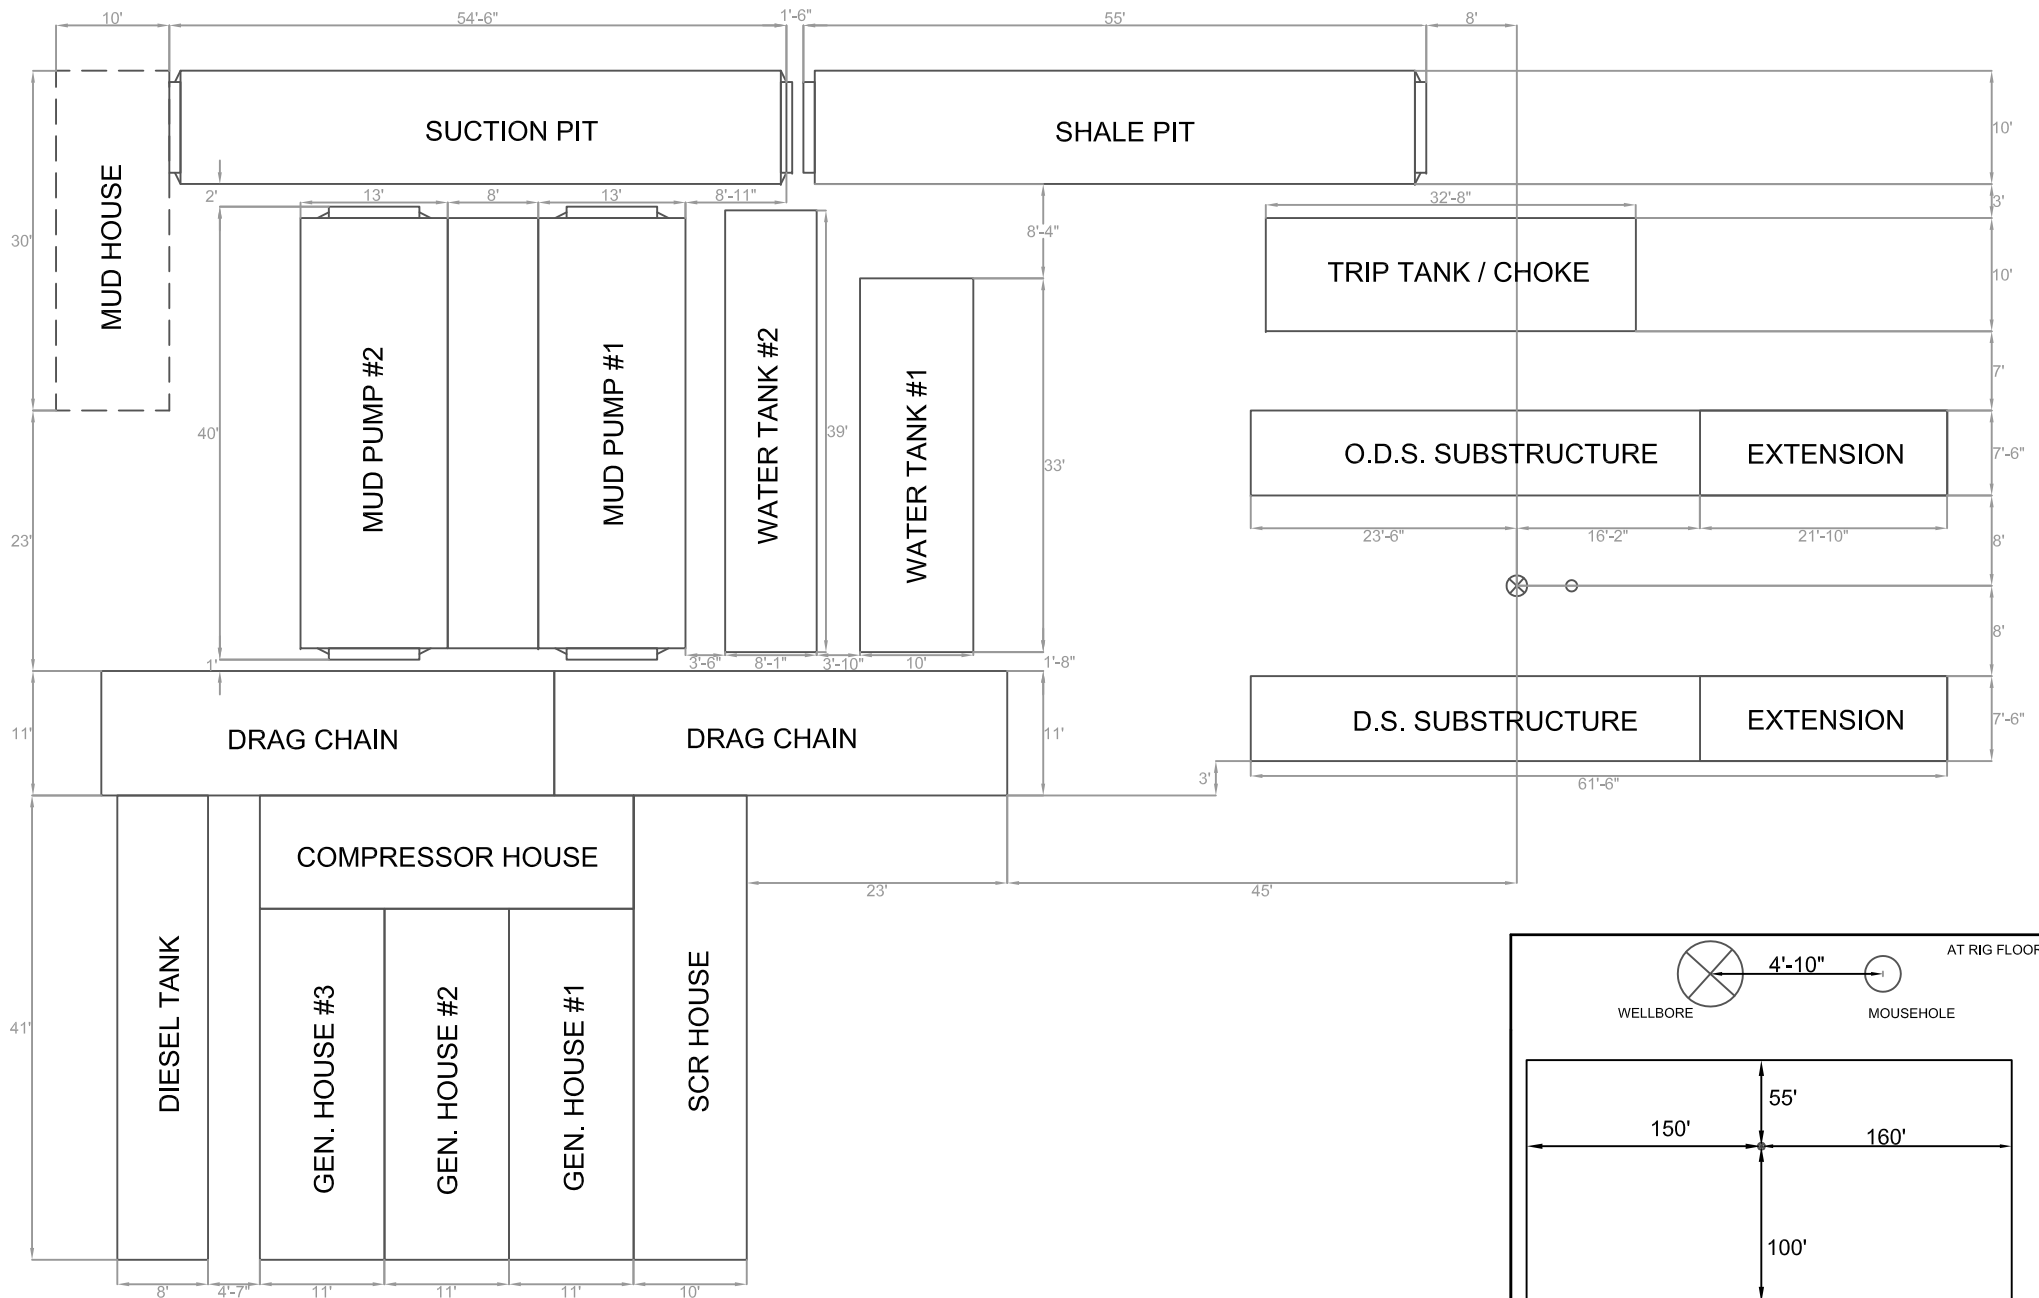 10'
54'-6"
1'-6"
55'
8'
SUCTION PIT
SHALE PIT
10'
MUD HOUSE
30'
2'
13'
8'
13'
8'-11"
32'-8"
3'
8'-4"
TRIP TANK / CHOKE
10'
MUD PUMP #2
MUD PUMP #1
WATER TANK #2
WATER TANK #1
40'
39'
33'
7'
O.D.S. SUBSTRUCTURE
EXTENSION
7'-6"
23'-6"
16'-2"
21'-10"
23'
8'
8'
1'
3'-6"
8'-1"
3'-10"
10'
1'-8"
11'
DRAG CHAIN
DRAG CHAIN
11'
D.S. SUBSTRUCTURE
EXTENSION
7'-6"
3'
61'-6"
COMPRESSOR HOUSE
23'
45'
DIESEL TANK
GEN. HOUSE #3
GEN. HOUSE #2
GEN. HOUSE #1
SCR HOUSE
41'
8'
4'-7"
11'
11'
11'
10'
AT RIG FLOOR
4'-10"
WELLBORE
MOUSEHOLE
55'
150'
160'
100'